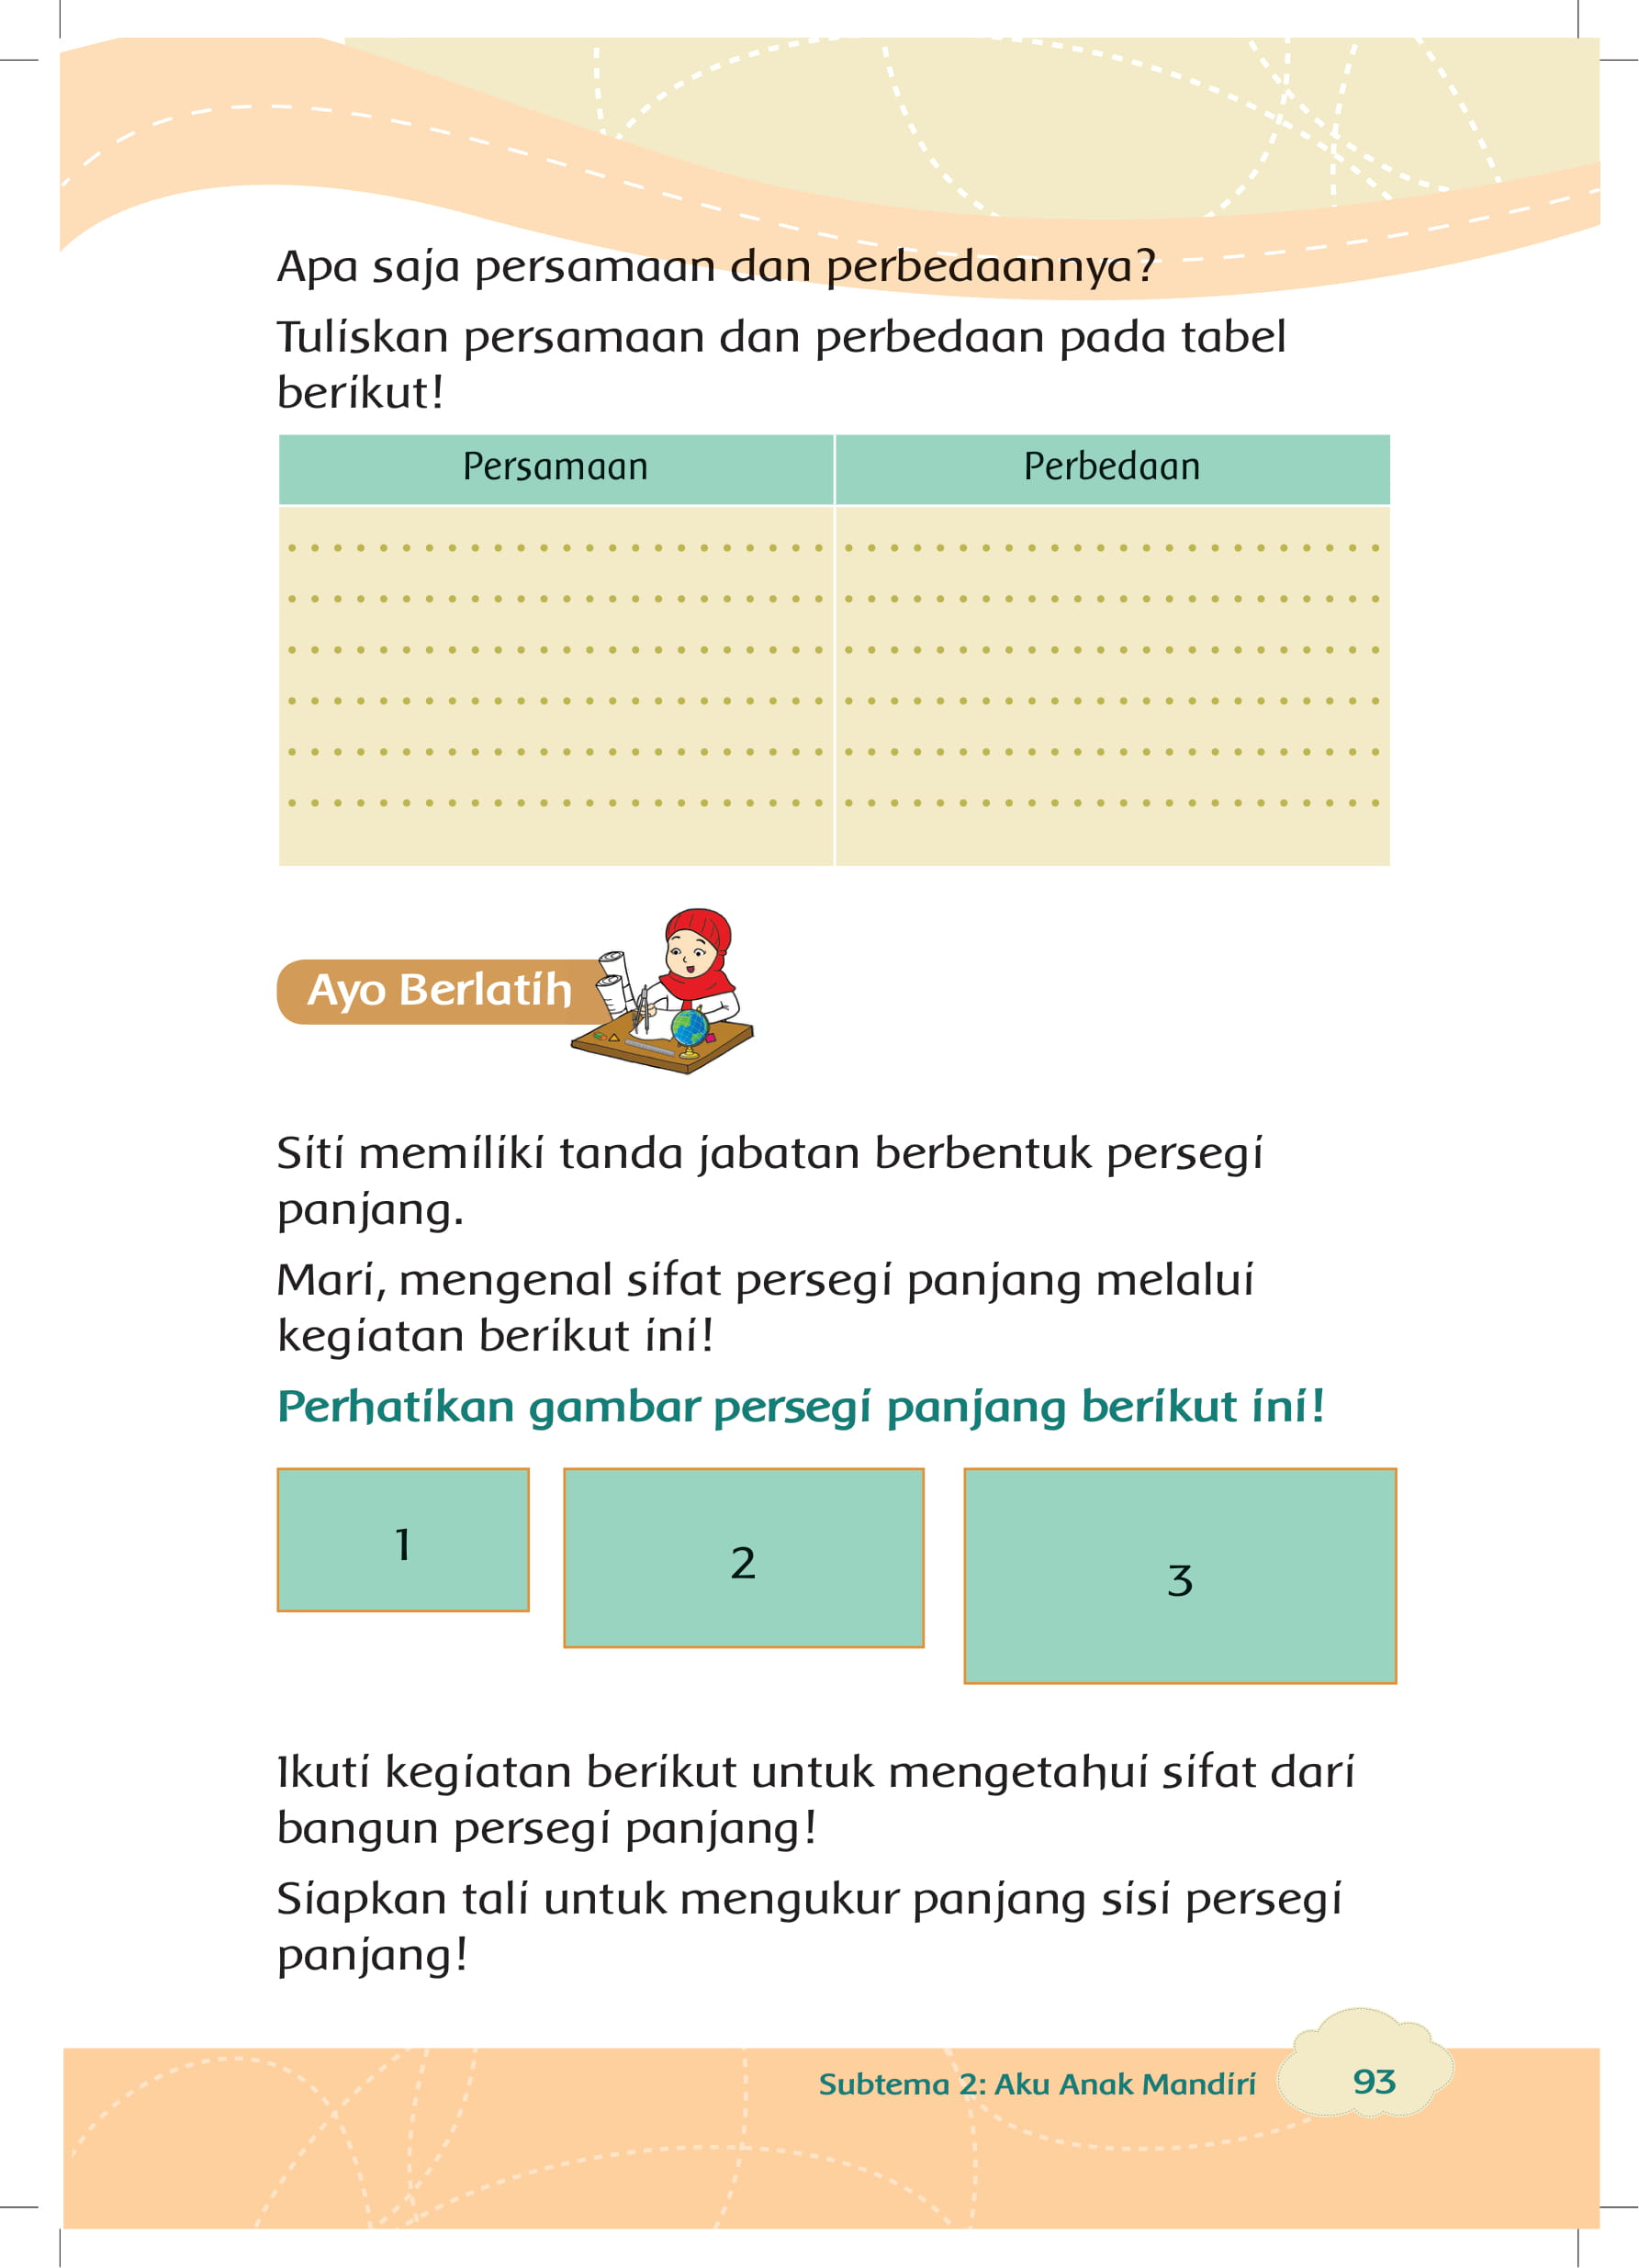 Apa saja persamaan dan perbedaannya?
Tuliskan persamaan dan perbedaan pada tabel
berikut!
Persamaan Perbedaan
Ayo Berlatih
Siti memiliki tanda jabatan berbentuk persegi
panjang.
Mari, mengenal sifat persegi panjang melalui
kegiatan berikut ini!
Perhatikan gambar persegi panjang berikut ini!
1
2
3
Ikuti kegiatan berikut untuk mengetahui sifat dari
bangun persegi panjang!
Siapkan tali untuk mengukur panjang sisi persegi
panjang!
Subtema 2: Aku Anak Mandiri 93